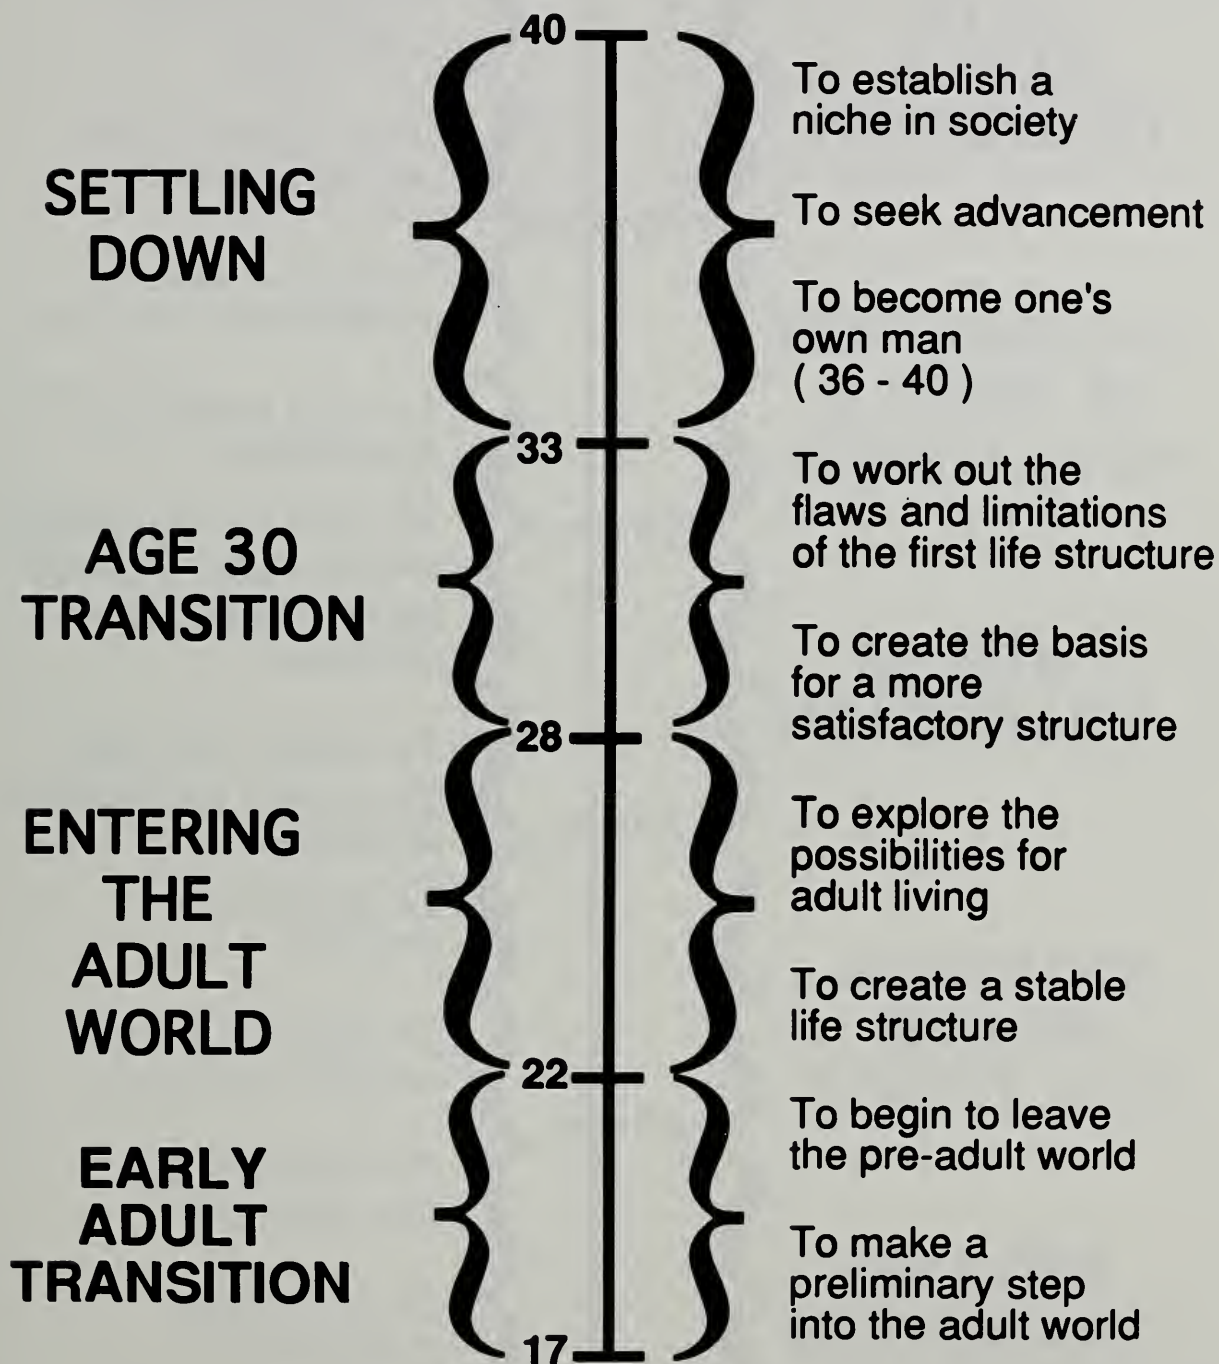 40
To establish a
niche in society
SETTLING
DOWN
To seek advancement
To become one's
own man
( 36 - 40 )
33
To work out the
flaws and limitations
of the first life structure
AGE 30
TRANSITION
To create the basis
for a more
satisfactory structure
28
To explore the
possibilities for
adult living
ENTERING
THE
ADULT
WORLD
To create a stable
life structure
22
To begin to leave
the pre-adult world
EARLY
ADULT
TRANSITION
To make a
preliminary step
into the adult world
17